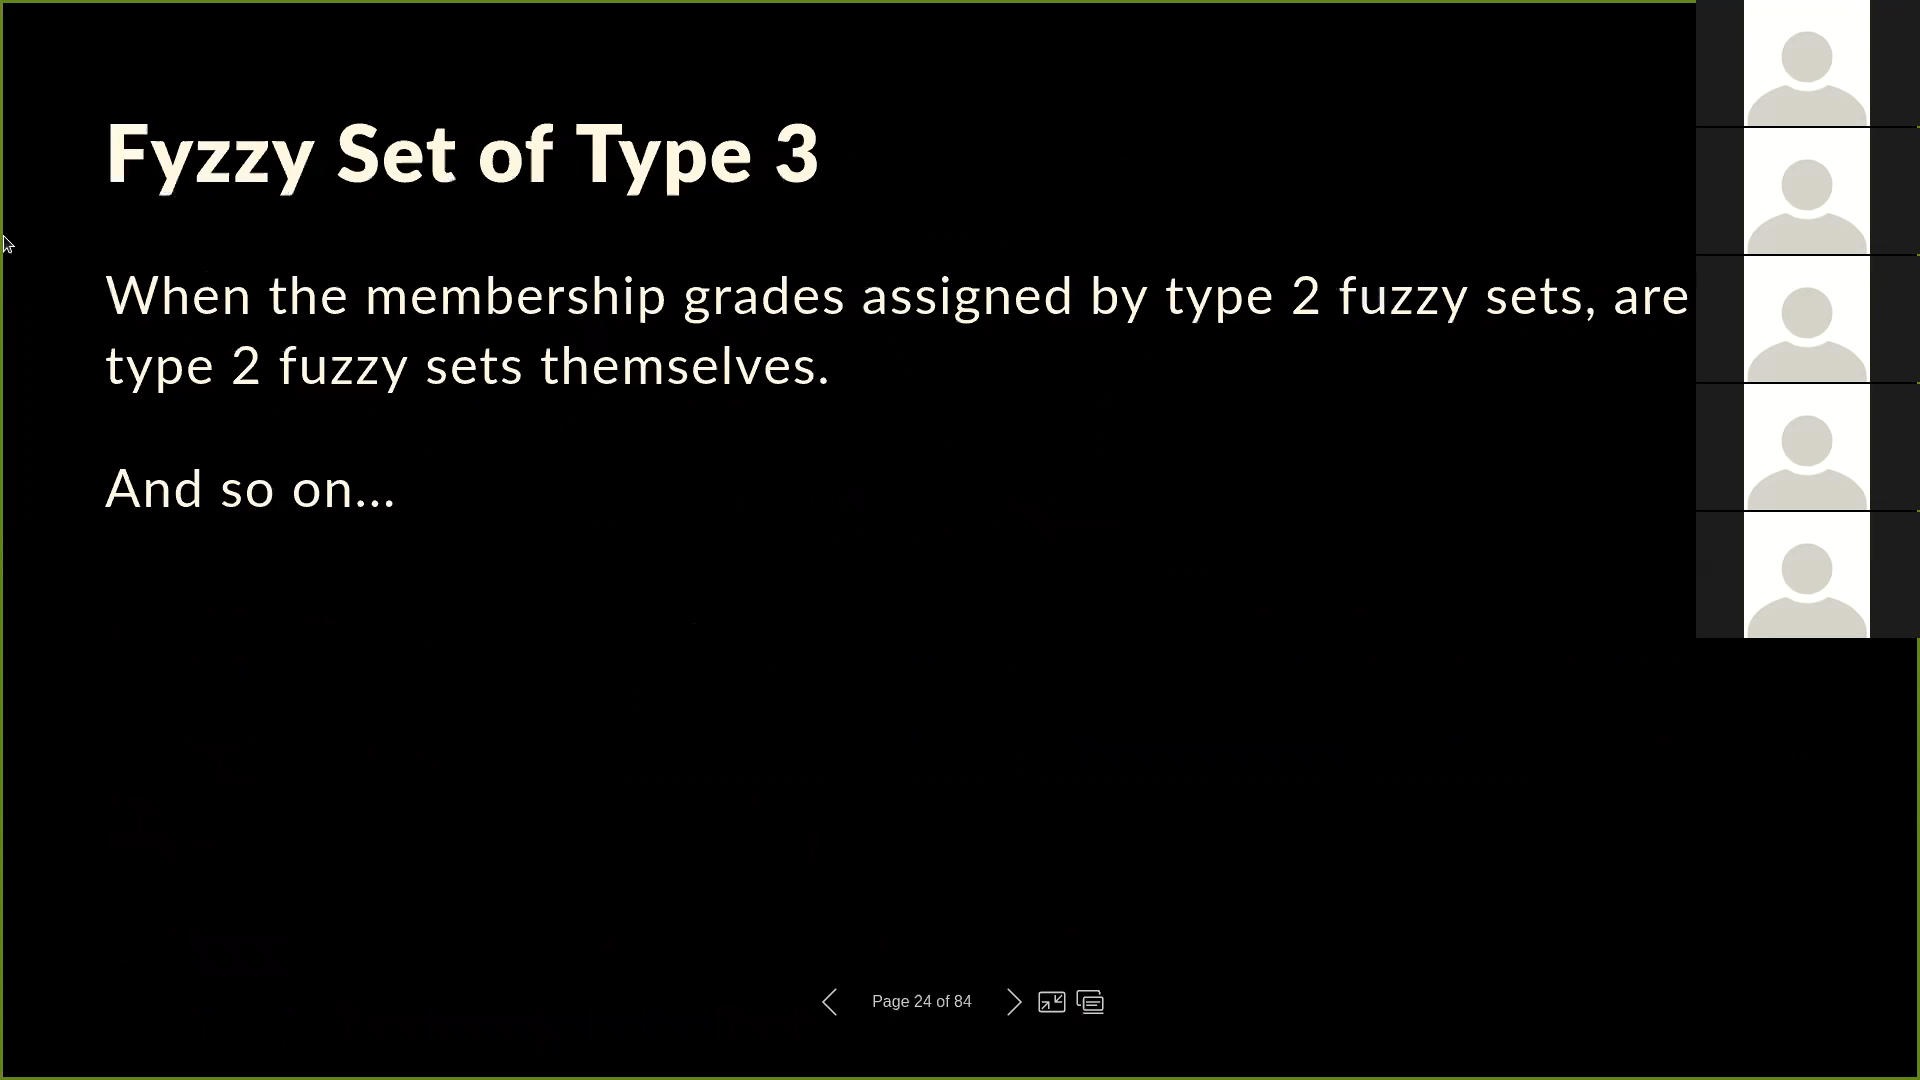 Fyzzy Set of Type 3
When the membership grades assigned by type 2 fuzzy sets, are
type 2 fuzzy sets themselves.
And so on...
Page 24 of 84